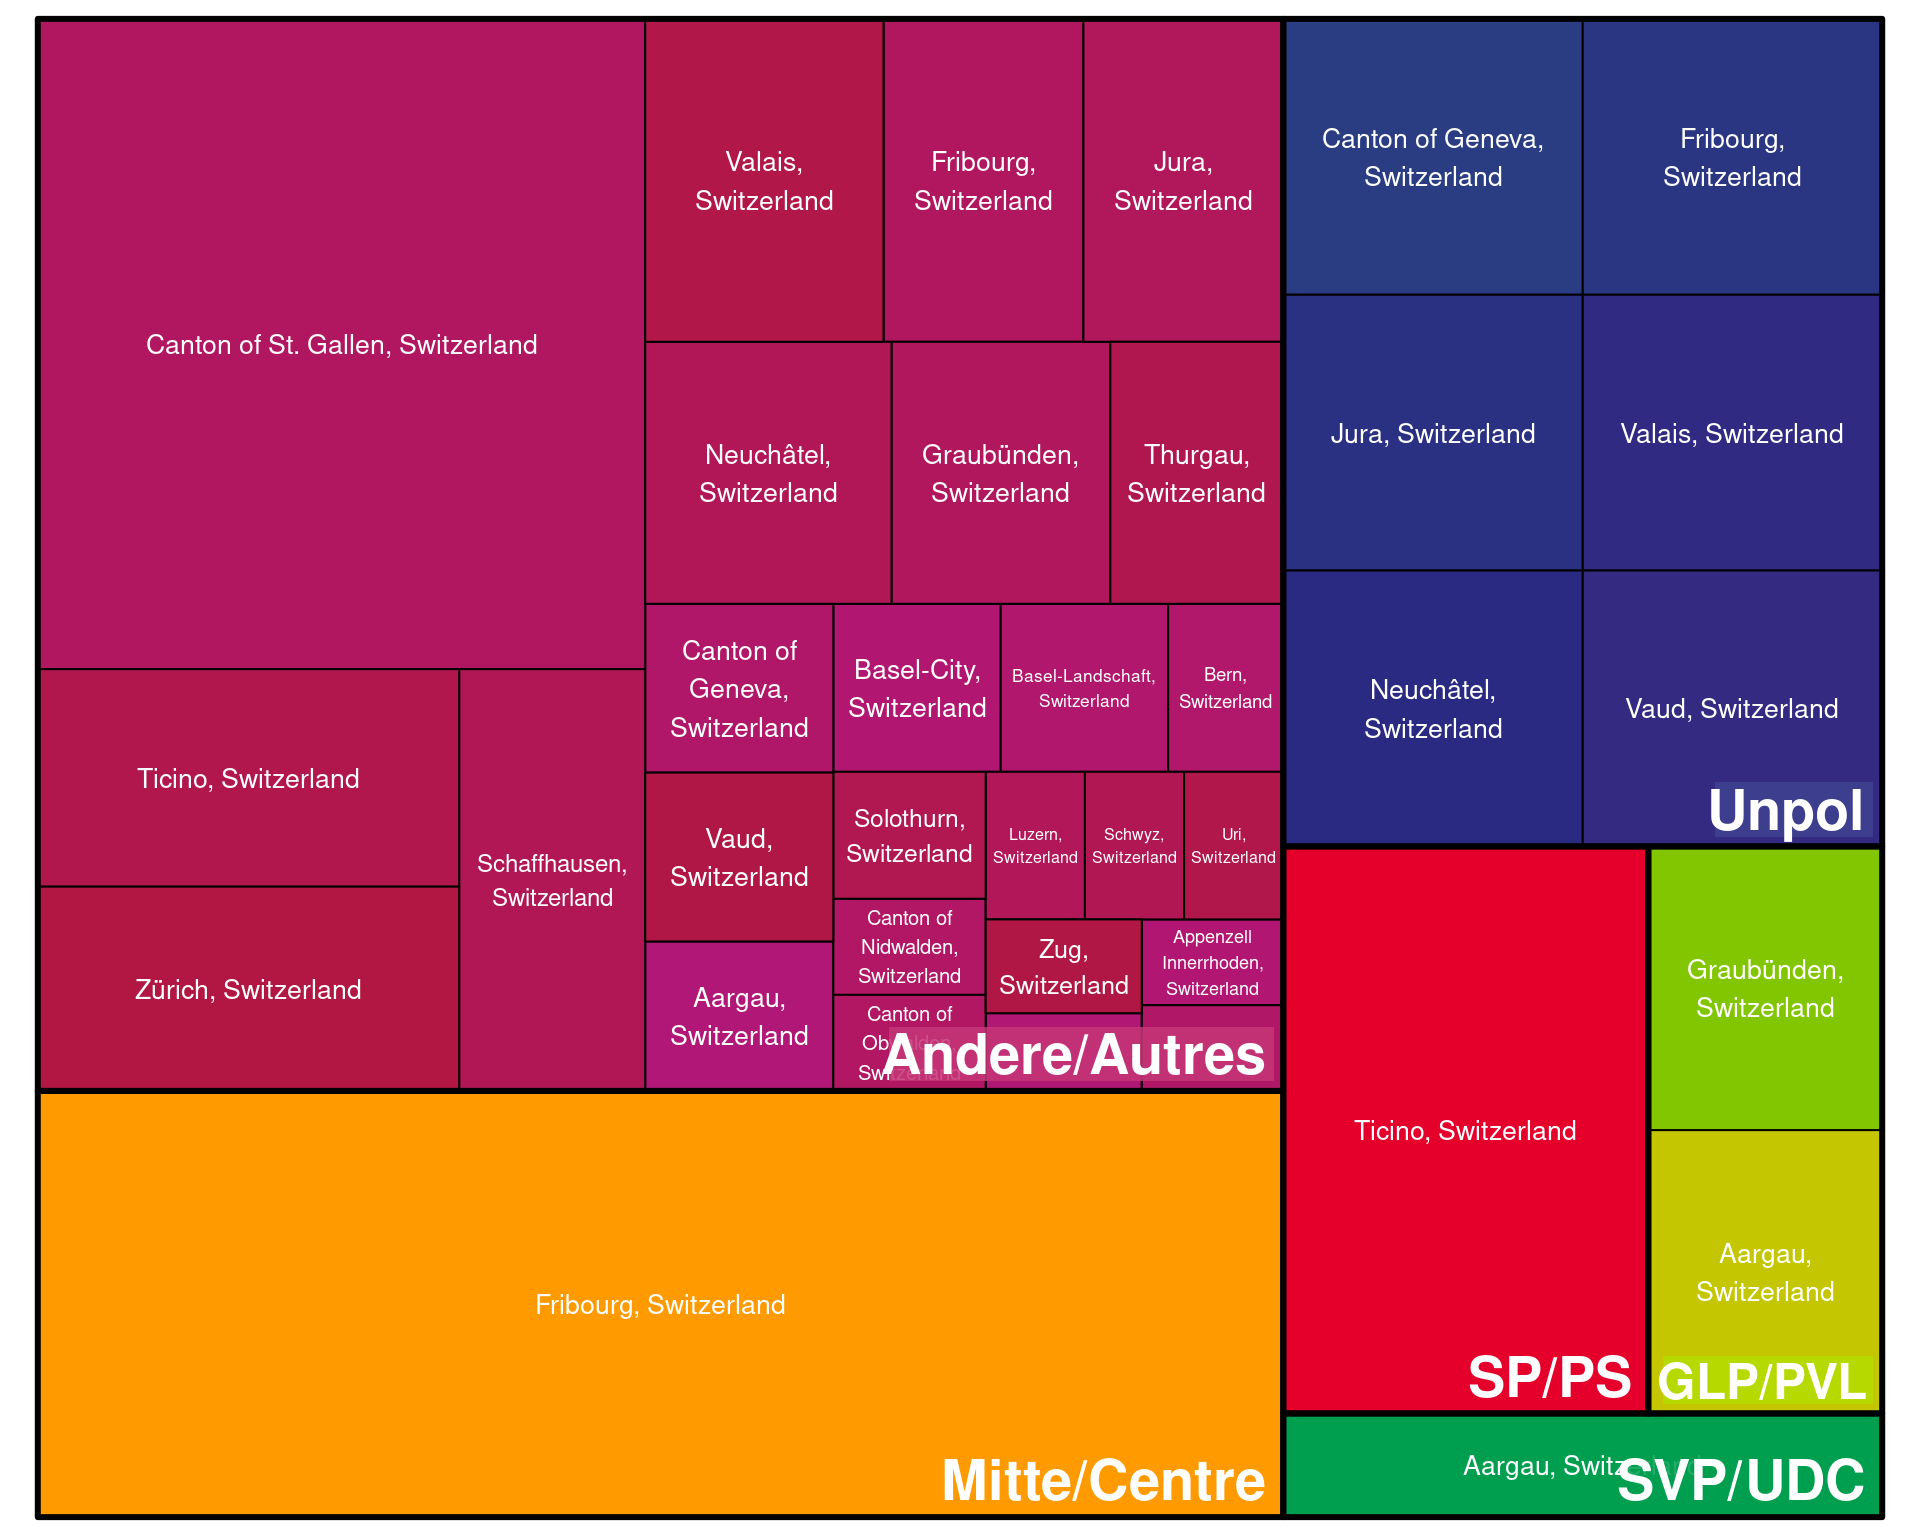 Canton of St. Gallen, Switzerland
Valais,
Switzerland
Fribourg,
Switzerland
Jura,
Switzerland
Neuchâtel,
Switzerland
Graubünden,
Switzerland
Thurgau,
Switzerland
Canton of
Geneva,
Switzerland
Basel-City,
Switzerland
Basel-Landschaft,
Switzerland
Bern,
Switzerland
Ticino, Switzerland
Zürich, Switzerland
Schaffhausen,
Switzerland
Vaud,
Switzerland
Aargau,
Switzerland
Solothurn,
Switzerland
Luzern,
Switzerland
Schwyz,
Switzerland
Uri,
Switzerland
Canton of
Nidwalden,
Switzerland
Zug,
Switzerland
Appenzell
Innerrhoden,
Switzerland
Canton of
Obwalden,
Switzerland
Andere/Autres
Fribourg, Switzerland
Mitte/Centre
Canton of Geneva,
Switzerland
Fribourg,
Switzerland
Jura, Switzerland
Valais, Switzerland
Neuchâtel,
Switzerland
Vaud, Switzerland
Unpol
Ticino, Switzerland
SP/PS
Graubünden,
Switzerland
Aargau,
Switzerland
GLP/PVL
Aargau, Switzerland
SVP/UDC